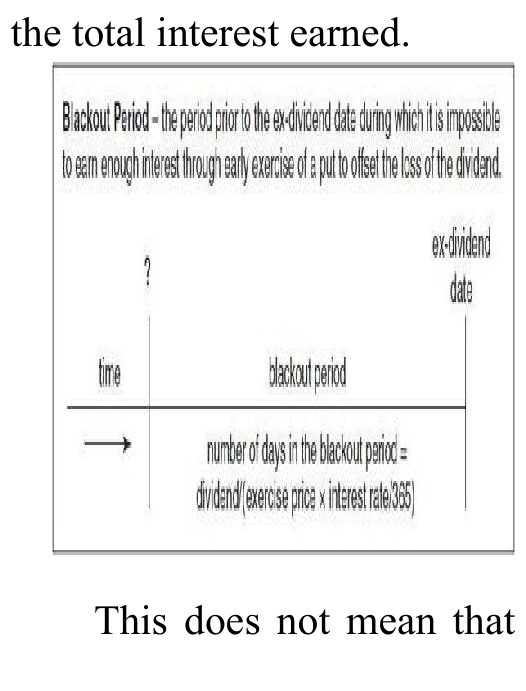 the total interest earned.
Blackout Period – the period prior to the ex-dividend date during which it is impossible
to earn enough interest through early exercise of a put to offset the loss of the dividend.
?
ex-dividend
date
time
blackout period
number of days in the blackout period =
dividend/(exercise price x interest rate/365)
This does not mean that